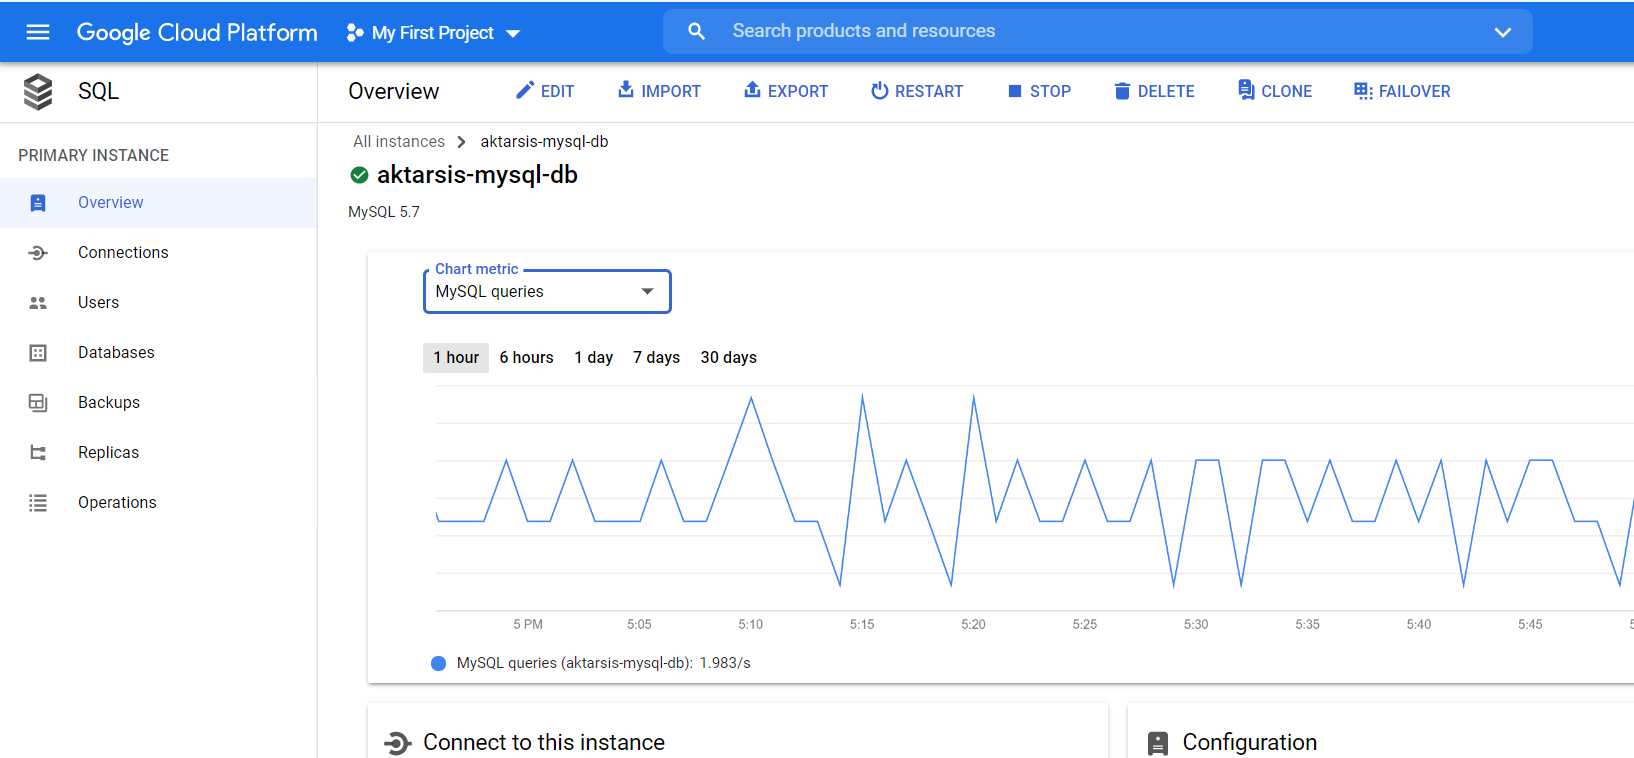 Google Cloud Platform
My First Project
Search products and resources
SQL
Overview
EDIT
IMPORT
EXPORT
RESTART
STOP
DELETE
CLONE
FAILOVER
PRIMARY INSTANCE
Overview
Connections
Users
Databases
Backups
Replicas
Operations
All instances
aktarsis-mysql-db
aktarsis-mysql-db
MySQL 5.7
Chart metric
MySQL queries
1 hour
6 hours
1 day
7 days
30 days
5 PM
5:05
5:10
5:15
5:20
5:25
5:30
5:35
5:40
5:45
MySQL queries (aktarsis-mysql-db): 1.983/s
Connect to this instance
Configuration